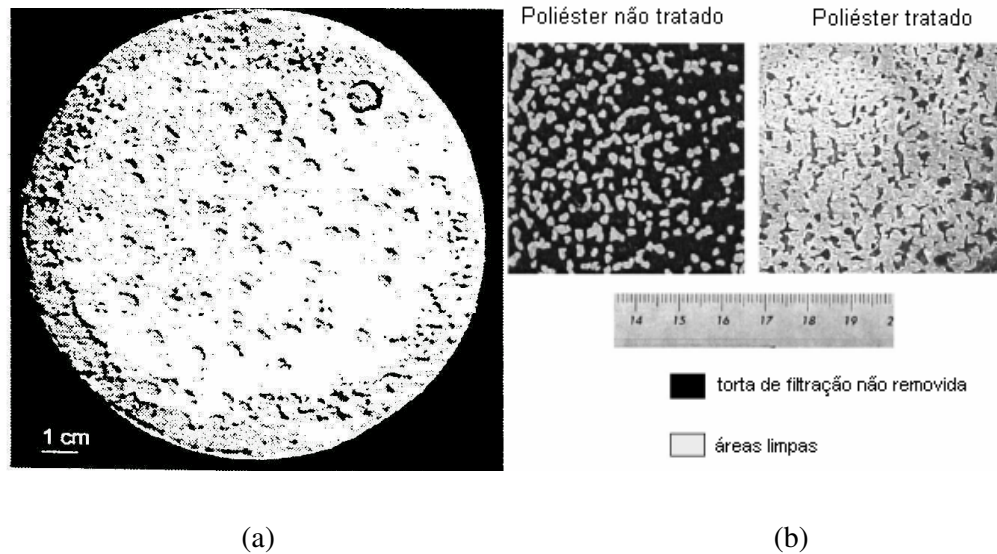 Poliéster não tratado
Poliéster tratado
1 cm
14 15 16 17 18 19 2
torta de filtração não removida
áreas limpas
(a)
(b)